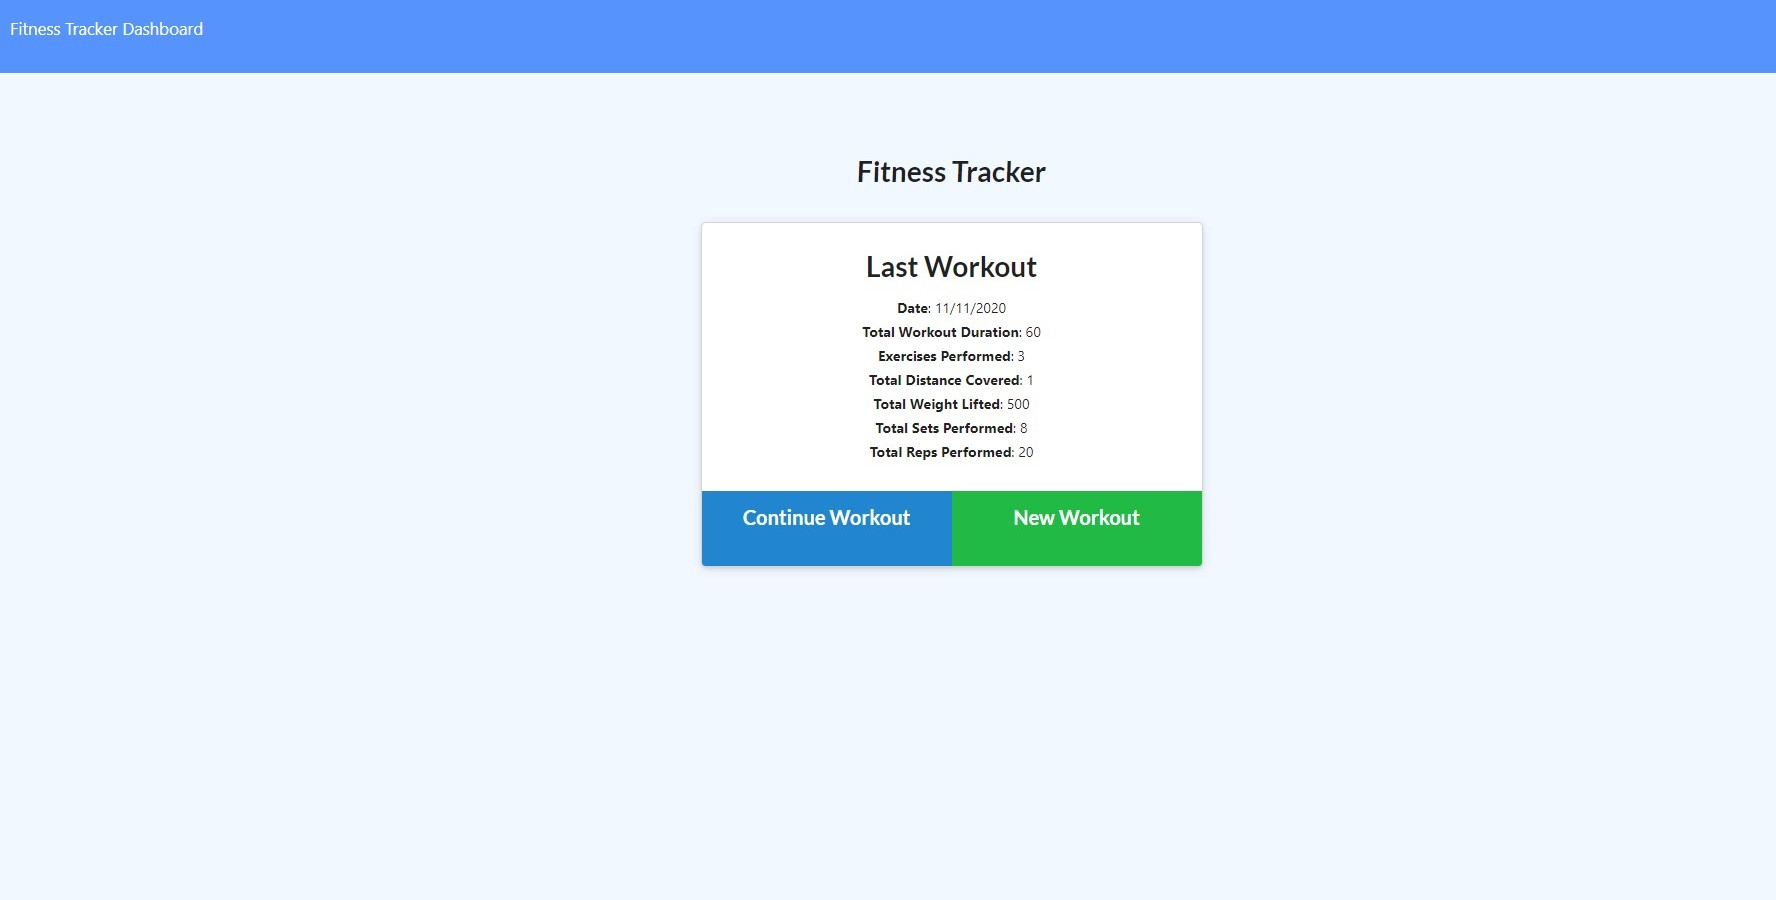 Fitness Tracker Dashboard
Fitness Tracker
Last Workout
Date: 11/11/2020
Total Workout Duration: 60
Exercises Performed: 3
Total Distance Covered: 1
Total Weight Lifted: 500
Total Sets Performed: 8
Total Reps Performed: 20
Continue Workout
New Workout